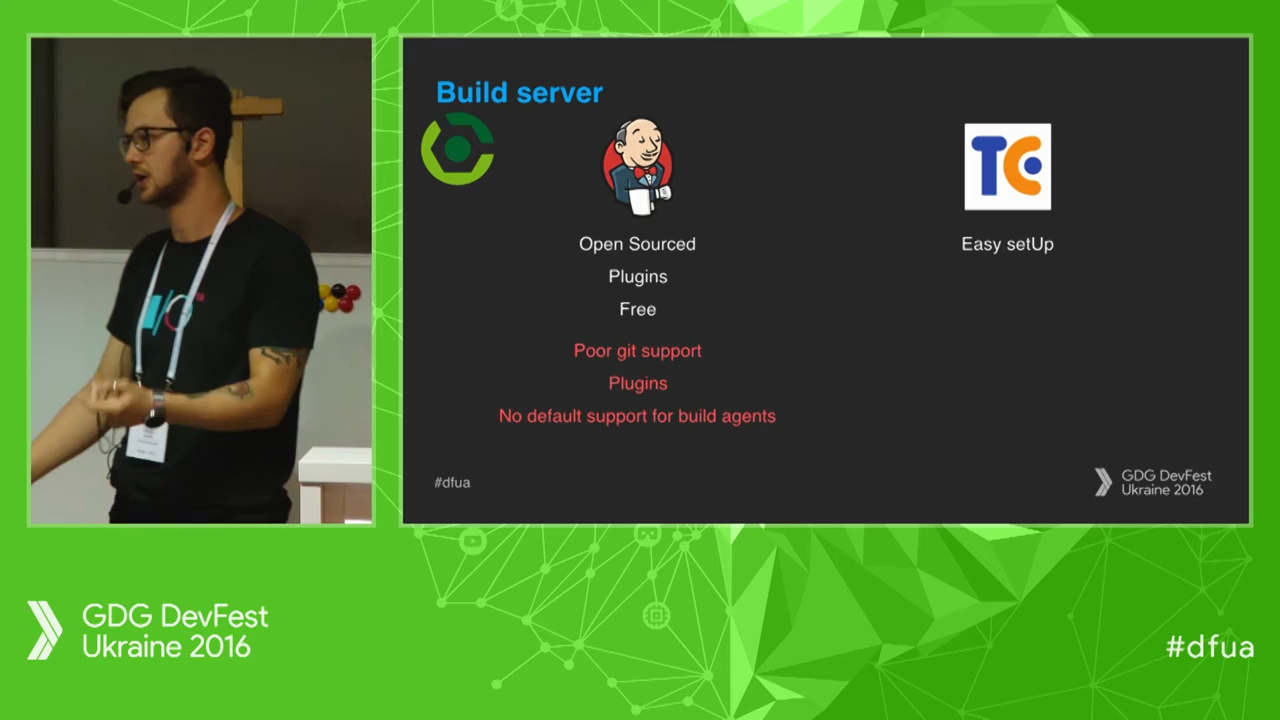 Build server
TC
Open Sourced
Plugins
Free
Poor git support
Plugins
No default support for build agents
Easy setUp
#dfua
GDG DevFest
Ukraine 2016
I/O
GDG DevFest
Ukraine 2016
#dfua